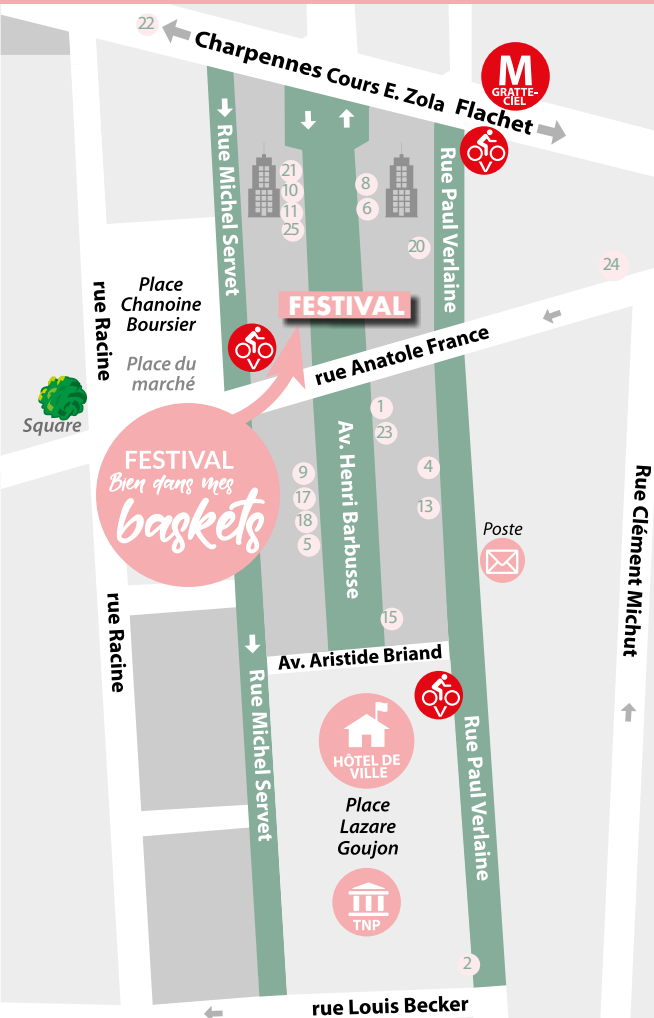 22
Charpennes Cours E. Zola Flachet
M
GRATTE-
CIEL
Rue Michel Servet
Rue Paul Verlaine
21
10
11
25
8
6
20
24
FESTIVAL
rue Racine
Place
Chanoine
Boursier
Place du
marché
V
V
rue Anatole France
Square
FESTIVAL
Bien dans mes
baskets
1
23
Av. Henri Barbusse
9
17
18
5
4
13
Poste
15
Rue Clément Michut
rue Racine
Av. Aristide Briand
V
Rue Michel Servet
Rue Paul Verlaine
HÔTEL DE
VILLE
Place
Lazare
Goujon
TNP
2
rue Louis Becker